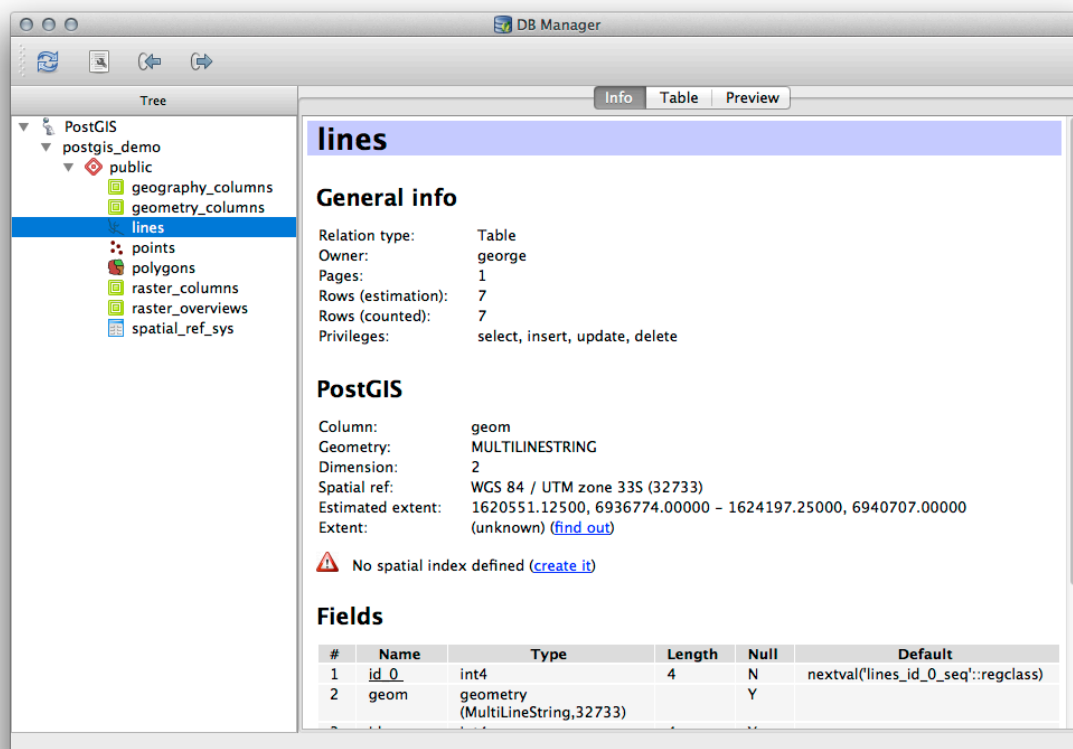 DB Manager
Tree
Info Table Preview
PostGIS
postgis_demo
public
geography_columns
geometry_columns
lines
points
polygons
raster_columns
raster_overviews
spatial_ref_sys
lines
General info
Relation type: Table
Owner: george
Pages: 1
Rows (estimation): 7
Rows (counted): 7
Privileges: select, insert, update, delete
PostGIS
Column: geom
Geometry: MULTILINESTRING
Dimension: 2
Spatial ref: WGS 84 / UTM zone 33S (32733)
Estimated extent: 1620551.12500, 6936774.00000 - 1624197.25000, 6940707.00000
Extent: (unknown) (find out)
No spatial index defined (create it)
Fields
# Name Type Length Null Default
1 id_0 int4 4 N nextval('lines_id_0_seq'::regclass)
2 geom geometry Y
(MultiLineString,32733)